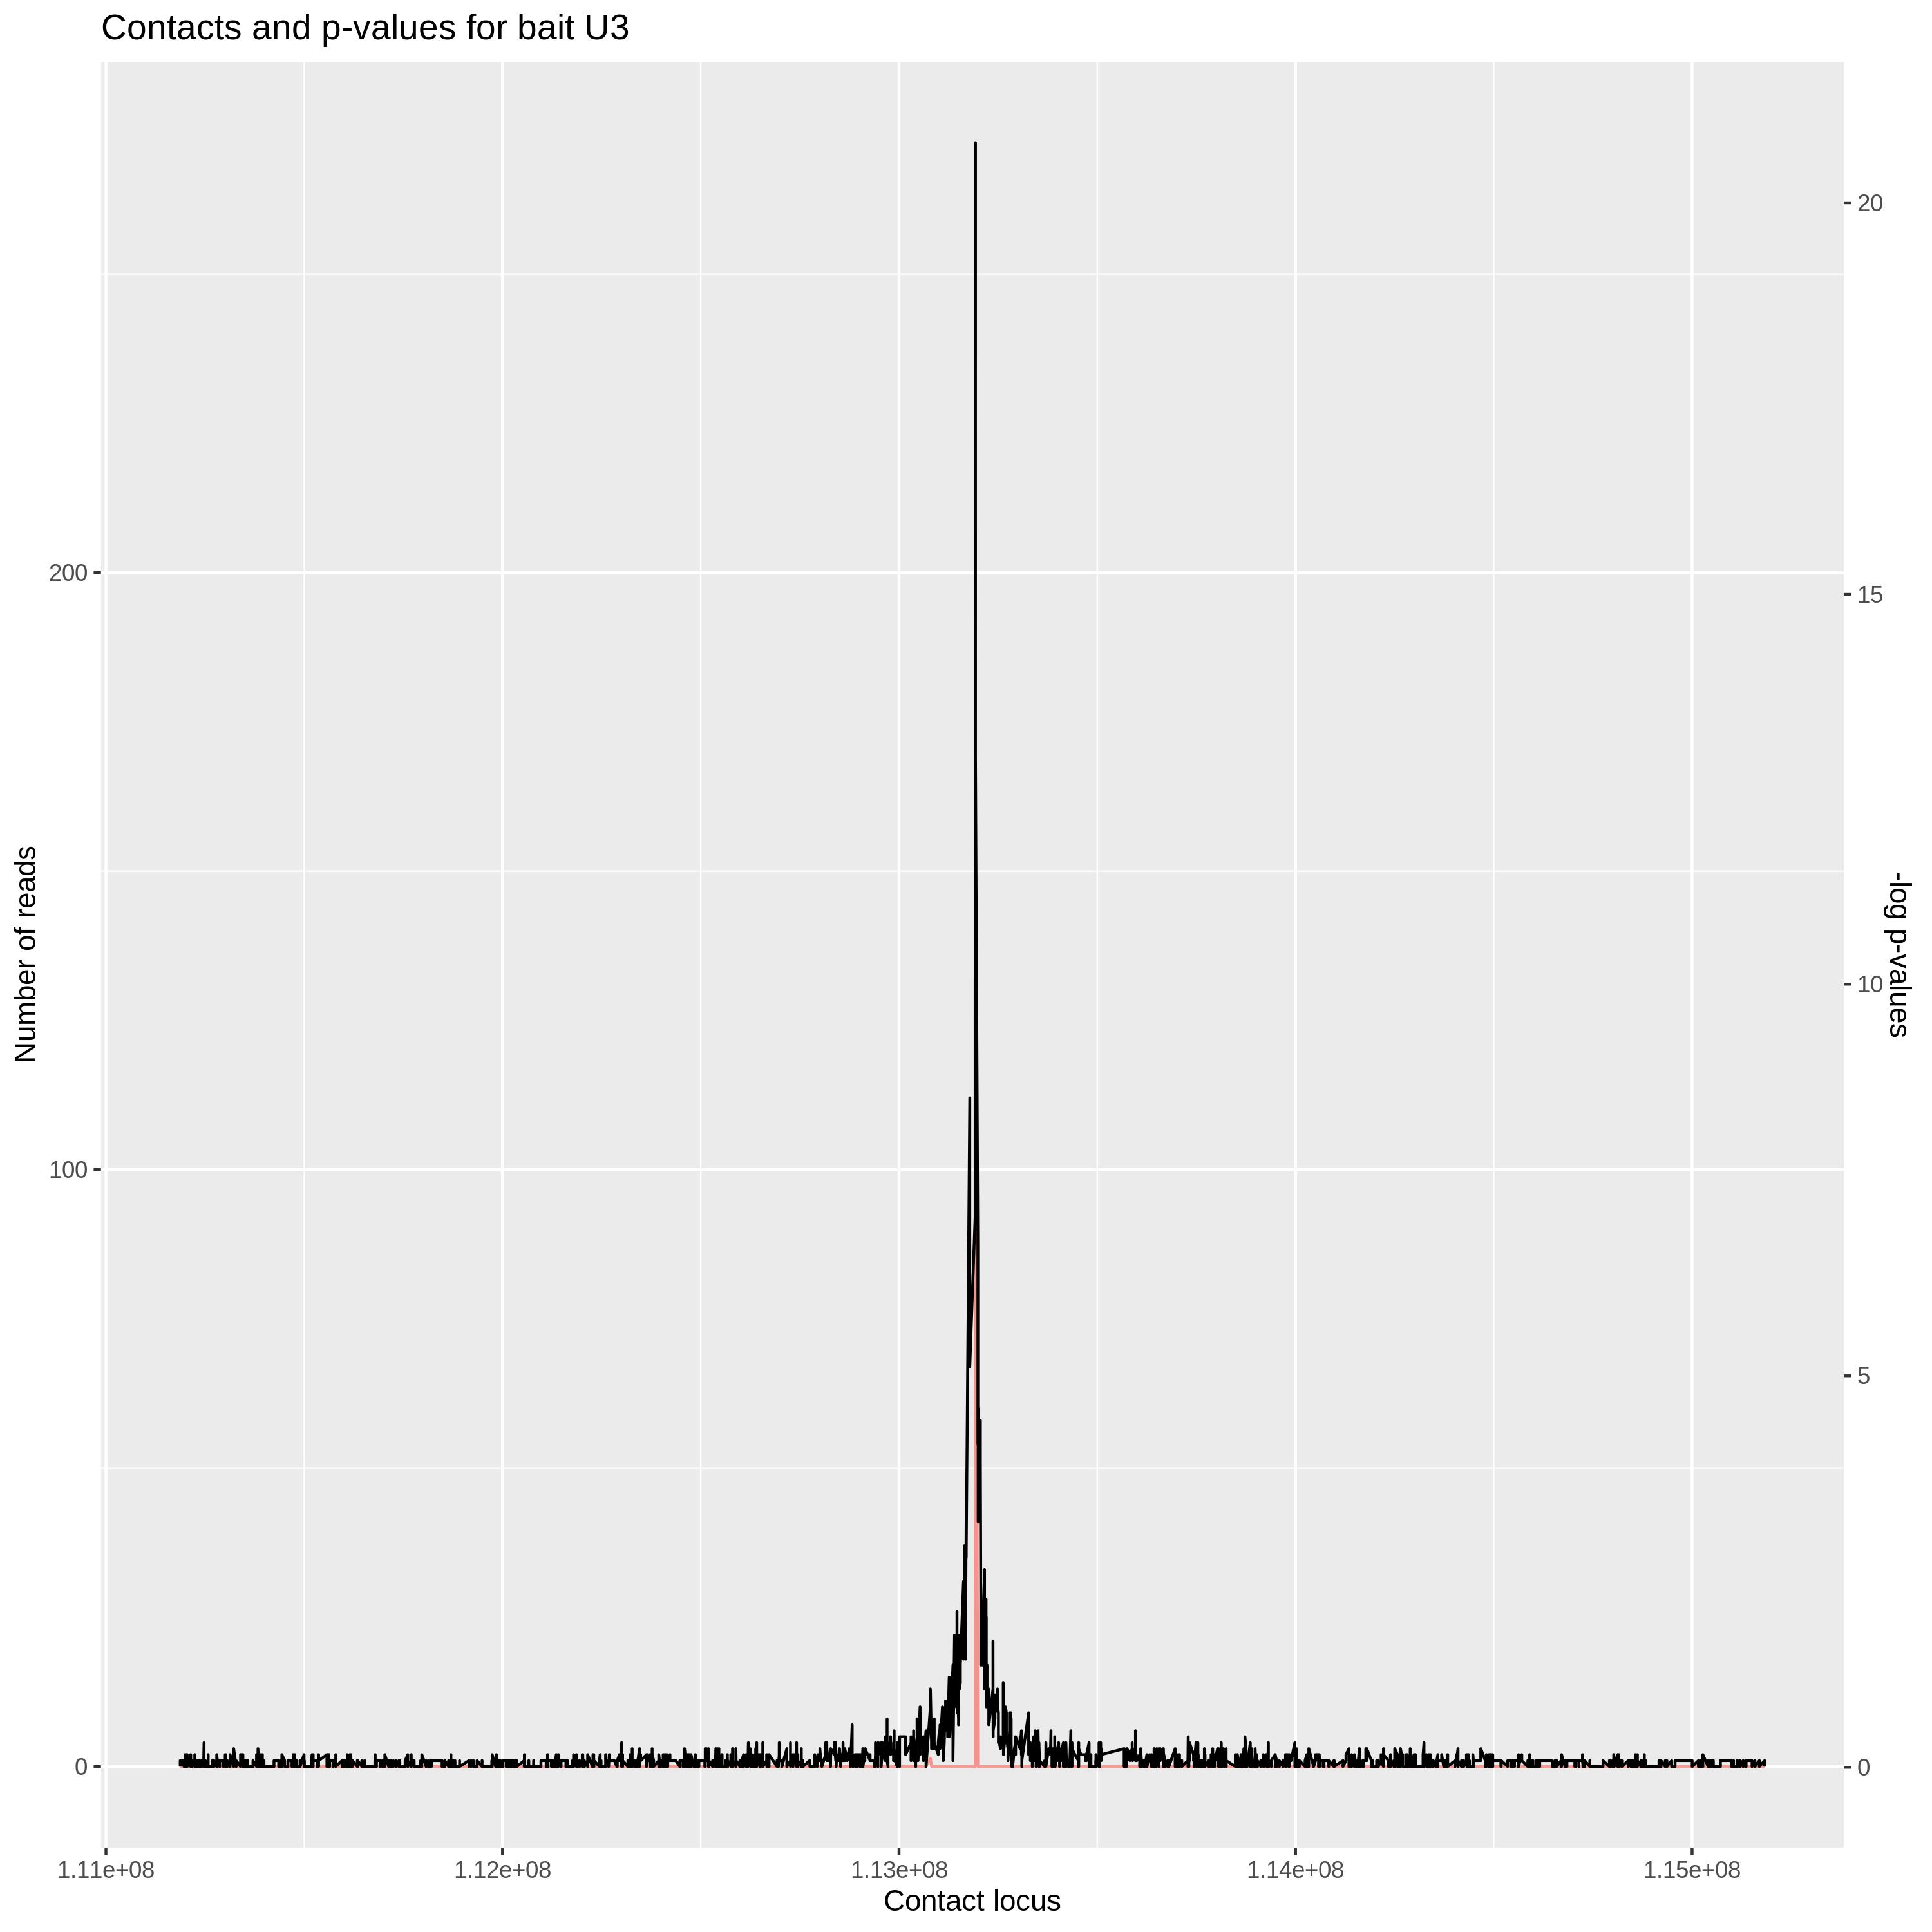 Contacts and p-values for bait U3
20
200
15
Number of reads
-log p-values
10
100
5
0
0
1.11e+08
1.12e+08
1.13e+08
1.14e+08
1.15e+08
Contact locus